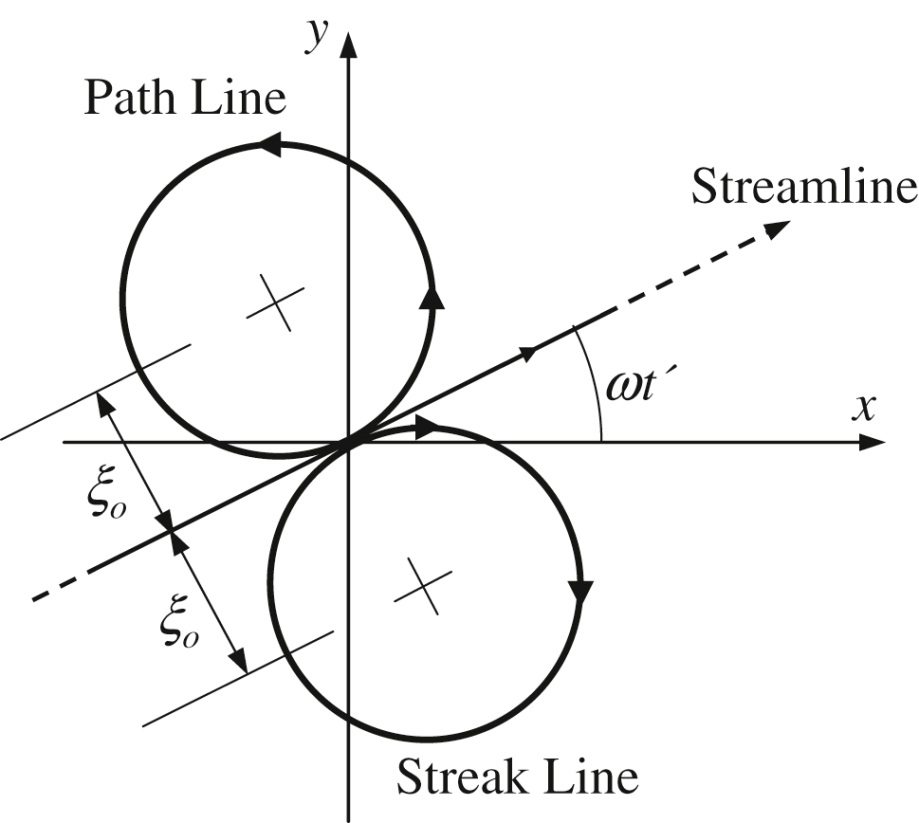 y
Path Line
Streamline
ωt´
x
ξo
ξo
Streak Line